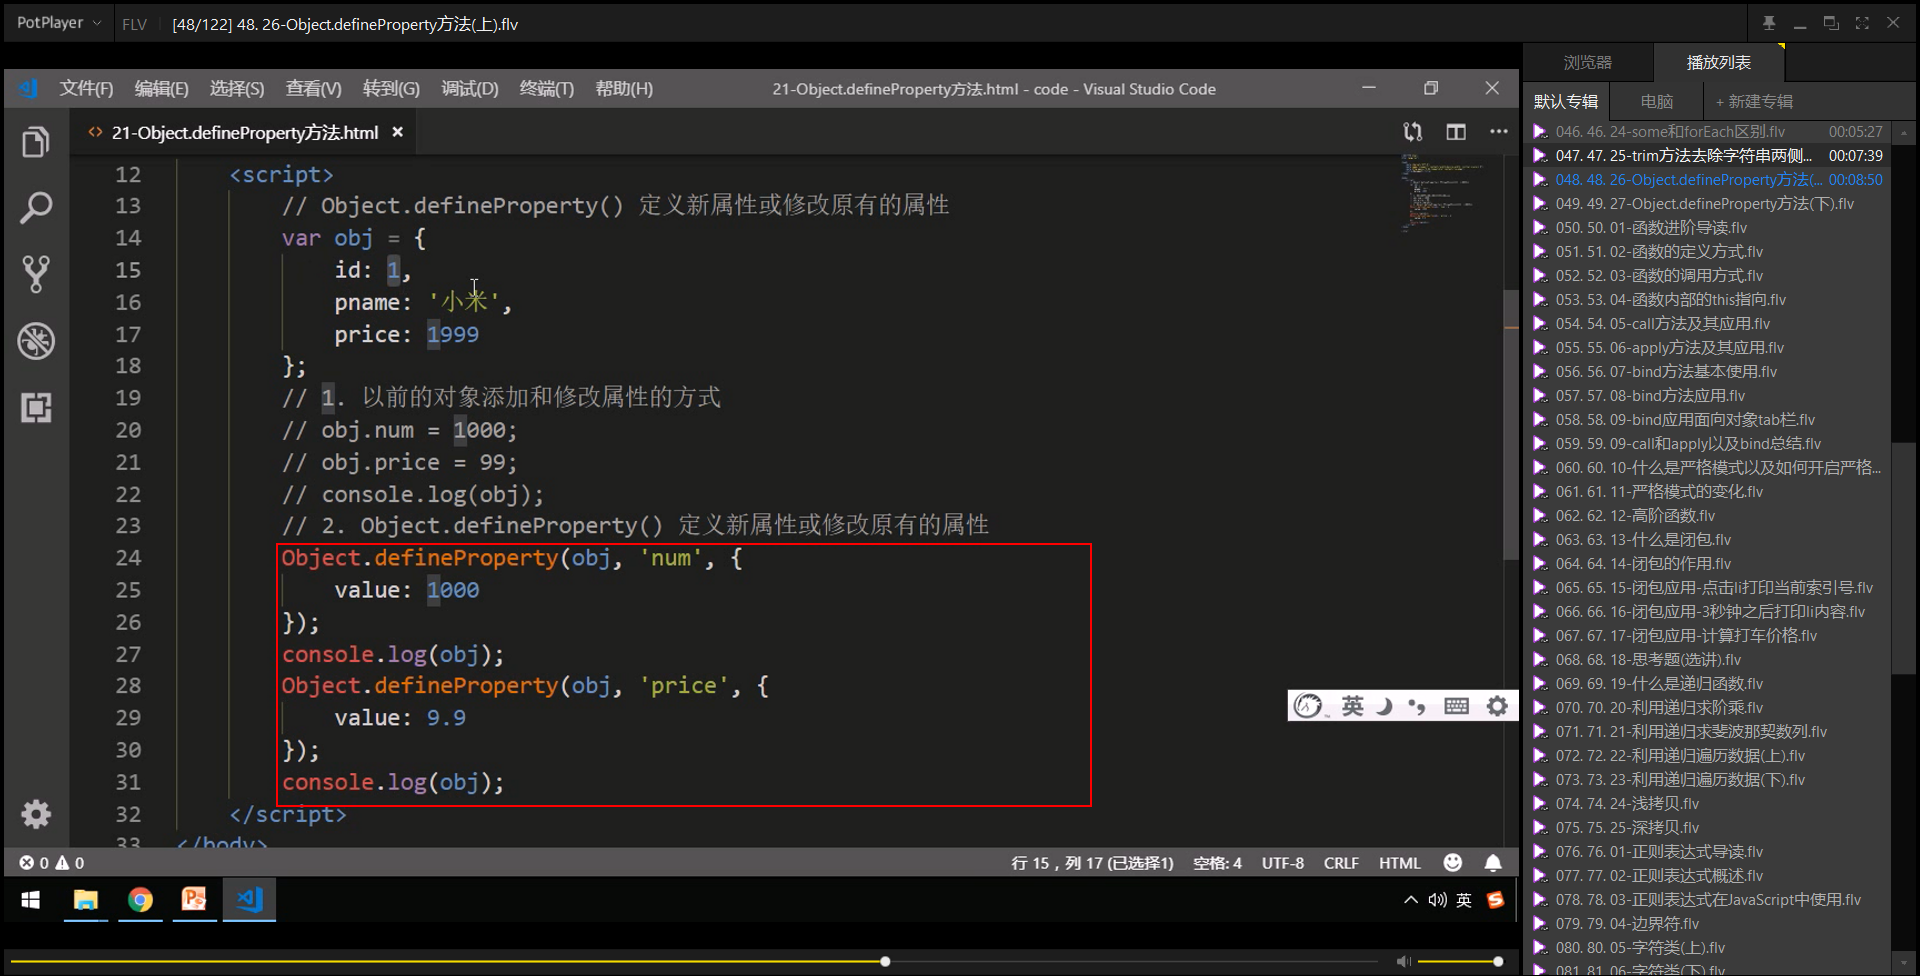 PotPlayer FLV [48/122] 48. 26-Object.defineProperty方法(上).flv
浏览器 播放列表
默认专辑 电脑 + 新建专辑
文件(F) 编辑(E) 选择(S) 查看(V) 转到(G) 调试(D) 终端(T) 帮助(H) 21-Object.defineProperty方法.html - code - Visual Studio Code
21-Object.defineProperty方法.html
12 <script>
13 // Object.defineProperty() 定义新属性或修改原有的属性
14 var obj = {
15 id: 1,
16 pname: '小米',
17 price: 1999
18 };
19 // 1. 以前的对象添加和修改属性的方式
20 // obj.num = 1000;
21 // obj.price = 99;
22 // console.log(obj);
23 // 2. Object.defineProperty() 定义新属性或修改原有的属性
24 Object.defineProperty(obj, 'num', {
25 value: 1000
26 });
27 console.log(obj);
28 Object.defineProperty(obj, 'price', {
29 value: 9.9
30 });
31 console.log(obj);
32 </script>
33 </body>
英
0 0 行 15，列 17 (已选择1) 空格: 4 UTF-8 CRLF HTML
英
046. 46. 24-some和forEach区别.flv 00:05:27
047. 47. 25-trim方法去除字符串两侧... 00:07:39
048. 48. 26-Object.defineProperty方法(... 00:08:50
049. 49. 27-Object.defineProperty方法(下).flv
050. 50. 01-函数进阶导读.flv
051. 51. 02-函数的定义方式.flv
052. 52. 03-函数的调用方式.flv
053. 53. 04-函数内部的this指向.flv
054. 54. 05-call方法及其应用.flv
055. 55. 06-apply方法及其应用.flv
056. 56. 07-bind方法基本使用.flv
057. 57. 08-bind方法应用.flv
058. 58. 09-bind应用面向对象tab栏.flv
059. 59. 09-call和apply以及bind总结.flv
060. 60. 10-什么是严格模式以及如何开启严格...
061. 61. 11-严格模式的变化.flv
062. 62. 12-高阶函数.flv
063. 63. 13-什么是闭包.flv
064. 64. 14-闭包的作用.flv
065. 65. 15-闭包应用-点击li打印当前索引号.flv
066. 66. 16-闭包应用-3秒钟之后打印li内容.flv
067. 67. 17-闭包应用-计算打车价格.flv
068. 68. 18-思考题(选讲).flv
069. 69. 19-什么是递归函数.flv
070. 70. 20-利用递归求阶乘.flv
071. 71. 21-利用递归求斐波那契数列.flv
072. 72. 22-利用递归遍历数据(上).flv
073. 73. 23-利用递归遍历数据(下).flv
074. 74. 24-浅拷贝.flv
075. 75. 25-深拷贝.flv
076. 76. 01-正则表达式导读.flv
077. 77. 02-正则表达式概述.flv
078. 78. 03-正则表达式在JavaScript中使用.flv
079. 79. 04-边界符.flv
080. 80. 05-字符类(上).flv
081. 81. 06-字符类(下).flv